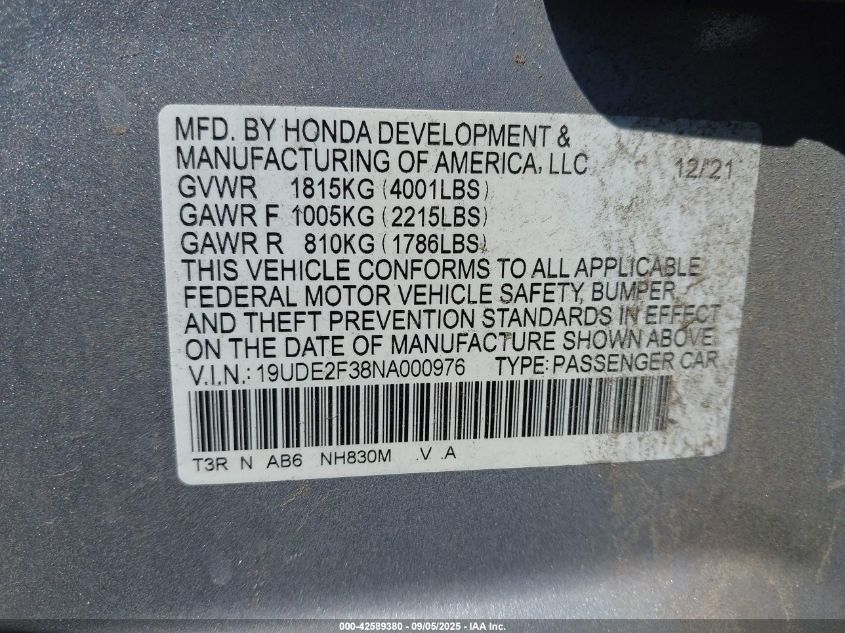 MFD. BY HONDA DEVELOPMENT &
MANUFACTURING OF AMERICA, LLC 12/21
GVWR 1815KG (4001LBS)
GAWR F 1005KG (2215LBS)
GAWR R 810KG (1786LBS)
THIS VEHICLE CONFORMS TO ALL APPLICABLE
FEDERAL MOTOR VEHICLE SAFETY, BUMPER
AND THEFT PREVENTION STANDARDS IN EFFECT
ON THE DATE OF MANUFACTURE SHOWN ABOVE.
V.I.N.: 19UDE2F38NA000976 TYPE: PASSENGER CAR
T3R N AB6 NH830M .V .A
000-42589380 - 09/05/2025 - IAA Inc.